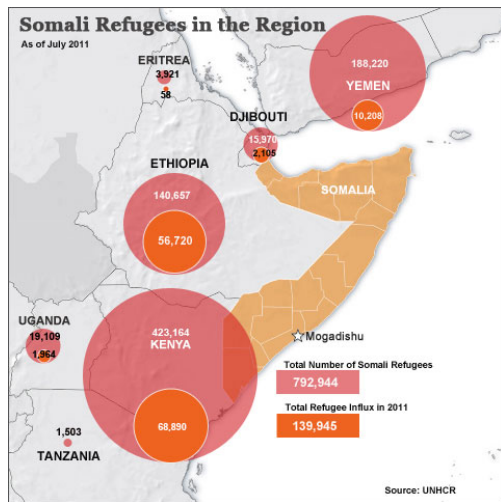 Somali Refugees in the Region
As of July 2011
ERITREA
3,921
58
188,220
YEMEN
10,208
DJIBOUTI
15,970
2,105
ETHIOPIA
140,657
56,720
SOMALIA
UGANDA
19,109
1,964
423,164
KENYA
68,890
Mogadishu
Total Number of Somali Refugees
792,944
Total Refugee Influx in 2011
139,945
1,503
TANZANIA
Source: UNHCR